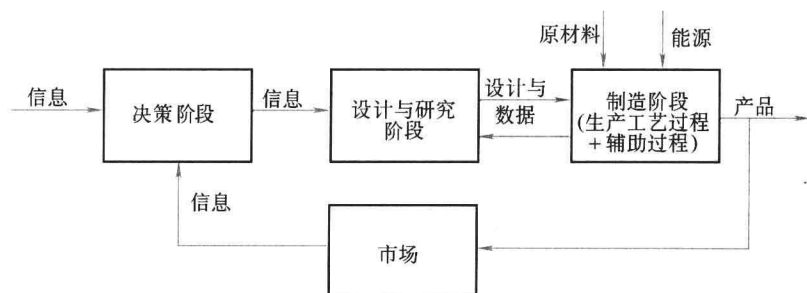 原材料
能源
信息
决策阶段
信息
设计与研究
阶段
设计与
数据
制造阶段
(生产工艺过程
+辅助过程)
产品
信息
市场